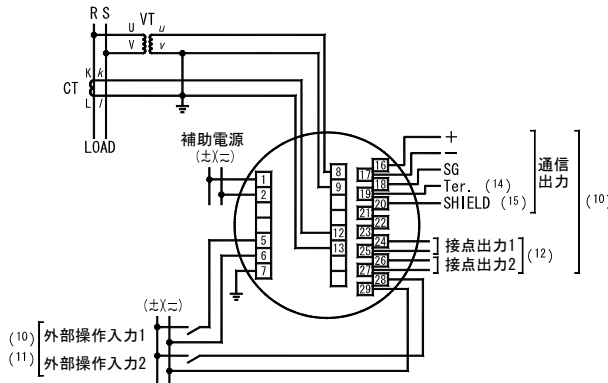 R S
VT
U u
V v
K k
CT
L l
LOAD
補助電源
(±)(=)
1
2
5
6
7
8
9
12
13
16
17
18
19
20
21
22
23
24
25
26
27
28
29
+
−
SG
Ter. (14)
SHIELD (15)
通信
出力
(10)
接点出力1
接点出力2
(12)
(±)(=)
(10) 外部操作入力1
(11) 外部操作入力2